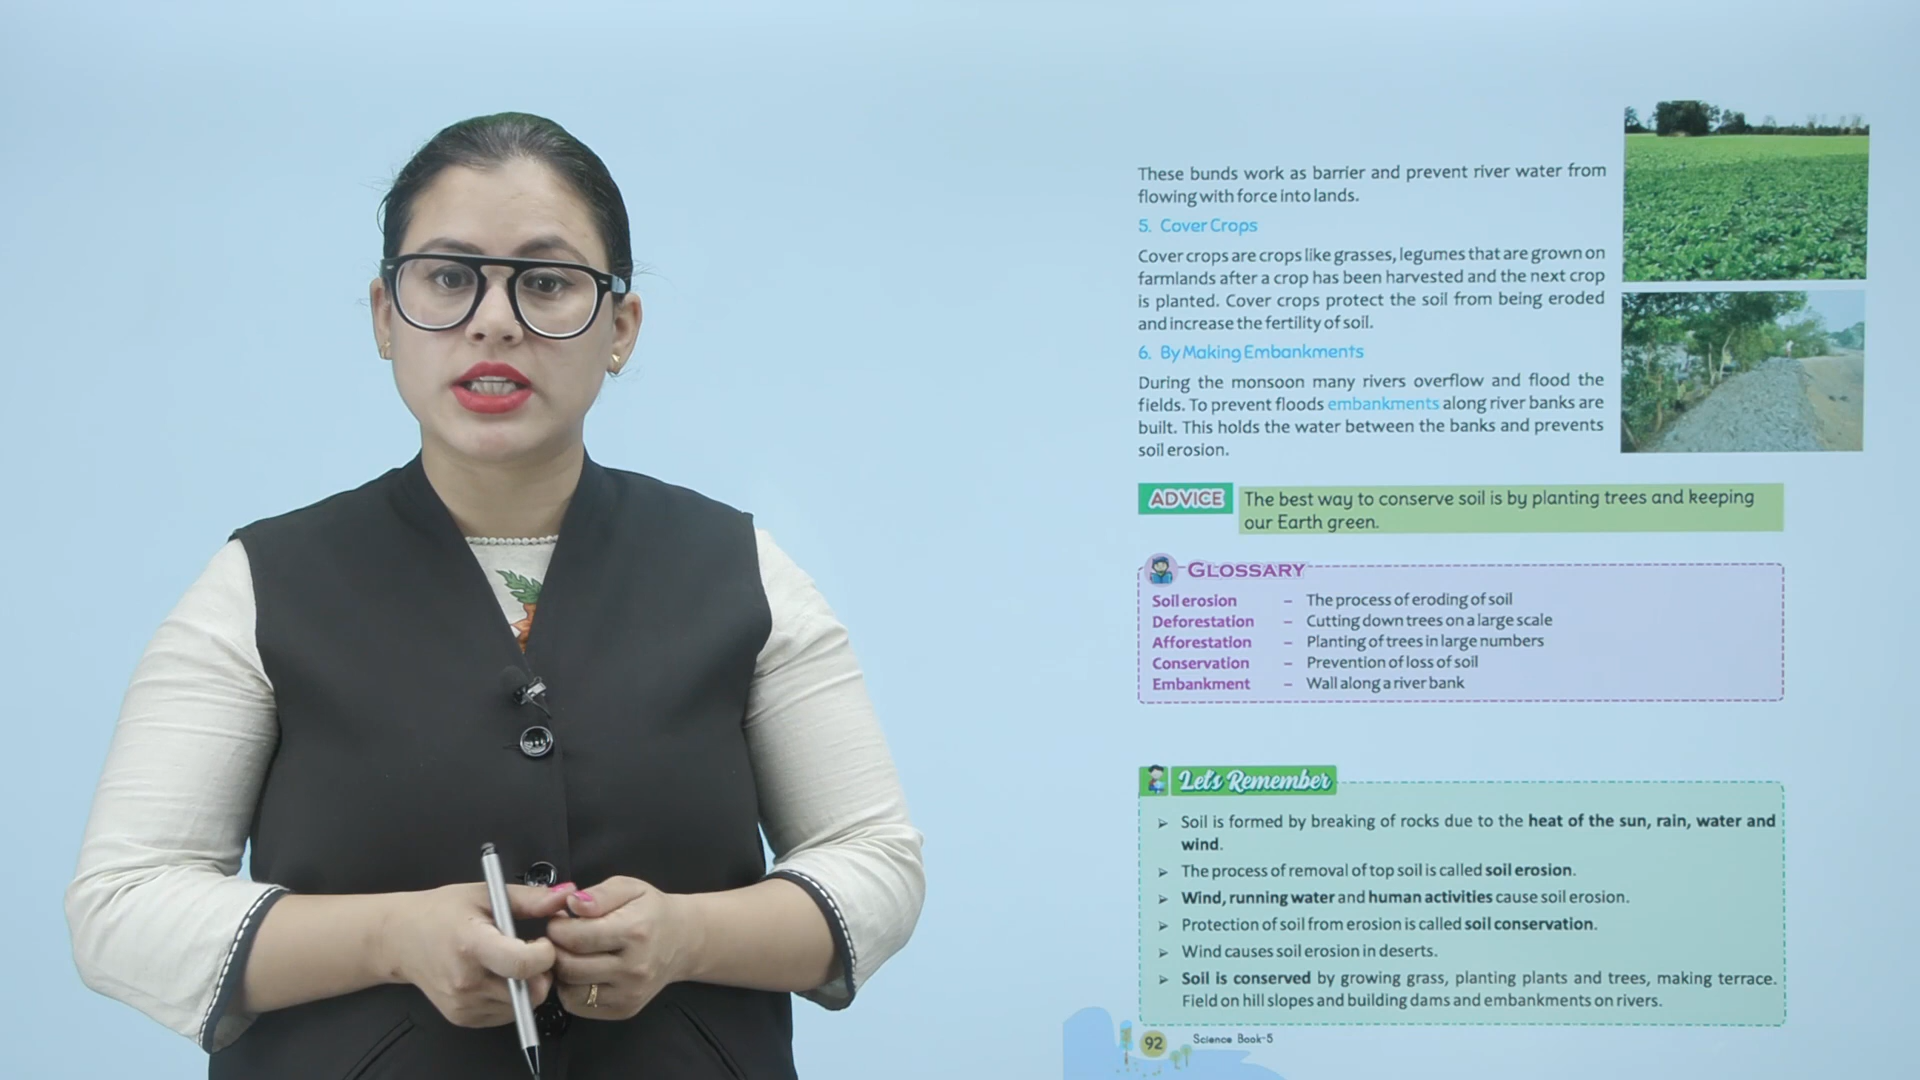 These bunds work as barrier and prevent river water from
flowing with force into lands.
5. Cover Crops
Cover crops are crops like grasses, legumes that are grown on
farmlands after a crop has been harvested and the next crop
is planted. Cover crops protect the soil from being eroded
and increase the fertility of soil.
6. By Making Embankments
During the monsoon many rivers overflow and flood the
fields. To prevent floods embankments along river banks are
built. This holds the water between the banks and prevents
soil erosion.
ADVICE
The best way to conserve soil is by planting trees and keeping
our Earth green.
GLOSSARY
Soil erosion – The process of eroding of soil
Deforestation – Cutting down trees on a large scale
Afforestation – Planting of trees in large numbers
Conservation – Prevention of loss of soil
Embankment – Wall along a river bank
Let's Remember
➢ Soil is formed by breaking of rocks due to the heat of the sun, rain, water and
wind.
➢ The process of removal of top soil is called soil erosion.
➢ Wind, running water and human activities cause soil erosion.
➢ Protection of soil from erosion is called soil conservation.
➢ Wind causes soil erosion in deserts.
➢ Soil is conserved by growing grass, planting plants and trees, making terrace.
Field on hill slopes and building dams and embankments on rivers.
92 Science Book-5